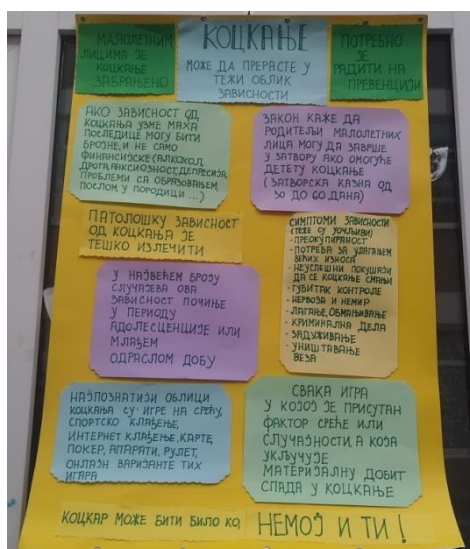 МАЛОЛЕТНИМ
ЛИЦИМА ЈЕ
КОЦКАЊЕ
ЗАБРАЊЕНО
КОЦКАЊЕ
МОЖЕ ДА ПРЕРАСТЕ У
ТЕЖИ ОБЛИК
ЗАВИСНОСТИ
ПОТРЕБНО
ЈЕ
РАДИТИ НА
ПРЕВЕНЦИЈИ
АКО ЗАВИСНОСТ ОД
КОЦКАЊА УЗМЕ МАХА
ПОСЛЕДИЦЕ МОГУ БИТИ
БРОЈНЕ, И НЕ САМО
ФИНАНСИЈСКЕ (АЛКОХОЛ,
ДРОГА, АНКСИОЗНОСТ, ДЕПРЕСИЈА,
ПРОБЛЕМИ СА ОБРАЗОВАЊЕМ,
ПОСЛОМ, У ПОРОДИЦИ ...)
ЗАКОН КАЖЕ ДА
РОДИТЕЉИ МАЛОЛЕТНИХ
ЛИЦА МОГУ ДА ЗАВРШЕ
У ЗАТВОРУ АКО ОМОГУЋЕ
ДЕТЕТУ КОЦКАЊЕ
(ЗАТВОРСКА КАЗНА ОД
30 ДО 60 ДАНА)
ПАТОЛОШКУ ЗАВИСНОСТ
ОД КОЦКАЊА ЈЕ
ТЕШКО ИЗЛЕЧИТИ
СИМПТОМИ ЗАВИСНОСТИ
(ТЕЖЕ СУ УОЧЉИВИ)
- ПРЕОКУПИРАНОСТ
- ПОТРЕБА ЗА УЛАГАЊЕМ
ВЕЋИХ ИЗНОСА
- НЕУСПЕШНИ ПОКУШАЈИ
ДА СЕ КОЦКАЊЕ СМАЊИ
- ГУБИТАК КОНТРОЛЕ
- НЕРВОЗА И НЕМИР
- ЛАГАЊЕ, ОБМАЊИВАЊЕ
- КРИМИНАЛНА ДЕЛА
- ЗАДУЖИВАЊЕ
- УНИШТАВАЊЕ
ВЕЗА
У НАЈВЕЋЕМ БРОЈУ
СЛУЧАЈЕВА ОВА
ЗАВИСНОСТ ПОЧИЊЕ
У ПЕРИОДУ
АДОЛЕСЦЕНЦИЈЕ ИЛИ
МЛАЂЕМ
ОДРАСЛОМ ДОБУ
НАЈПОЗНАТИЈИ ОБЛИЦИ
КОЦКАЊА СУ: ИГРЕ НА СРЕЋУ,
СПОРТСКО КЛАЂЕЊЕ,
ИНТЕРНЕТ КЛАЂЕЊЕ, КАРТЕ,
ПОКЕР, АПАРАТИ, РУЛЕТ,
ОНЛАЈН ВАРИЈАНТЕ ТИХ
ИГАРА
СВАКА ИГРА
У КОЈОЈ ЈЕ ПРИСУТАН
ФАКТОР СРЕЋЕ ИЛИ
СЛУЧАЈНОСТИ, А КОЈА
УКЉУЧУЈЕ
МАТЕРИЈАЛНУ ДОБИТ
СПАДА У КОЦКАЊЕ
КОЦКАР МОЖЕ БИТИ БИЛО КО,
НЕМОЈ И ТИ !